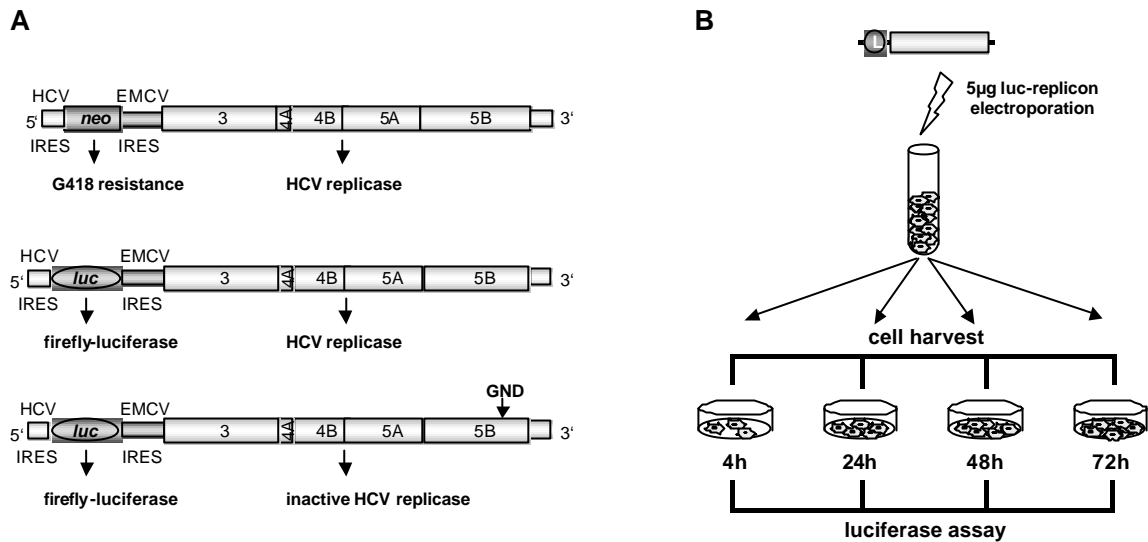 A
HCV EMCV
5‘ neo 3 4A 4B 5A 5B 3‘
IRES IRES
G418 resistance HCV replicase
HCV EMCV
5‘ luc 3 4A 4B 5A 5B 3‘
IRES IRES
firefly-luciferase HCV replicase
GND
HCV EMCV
5‘ luc 3 4A 4B 5A 5B 3‘
IRES IRES
firefly-luciferase inactive HCV replicase
B
L
5µg luc-replicon
electroporation
cell harvest
4h 24h 48h 72h
luciferase assay